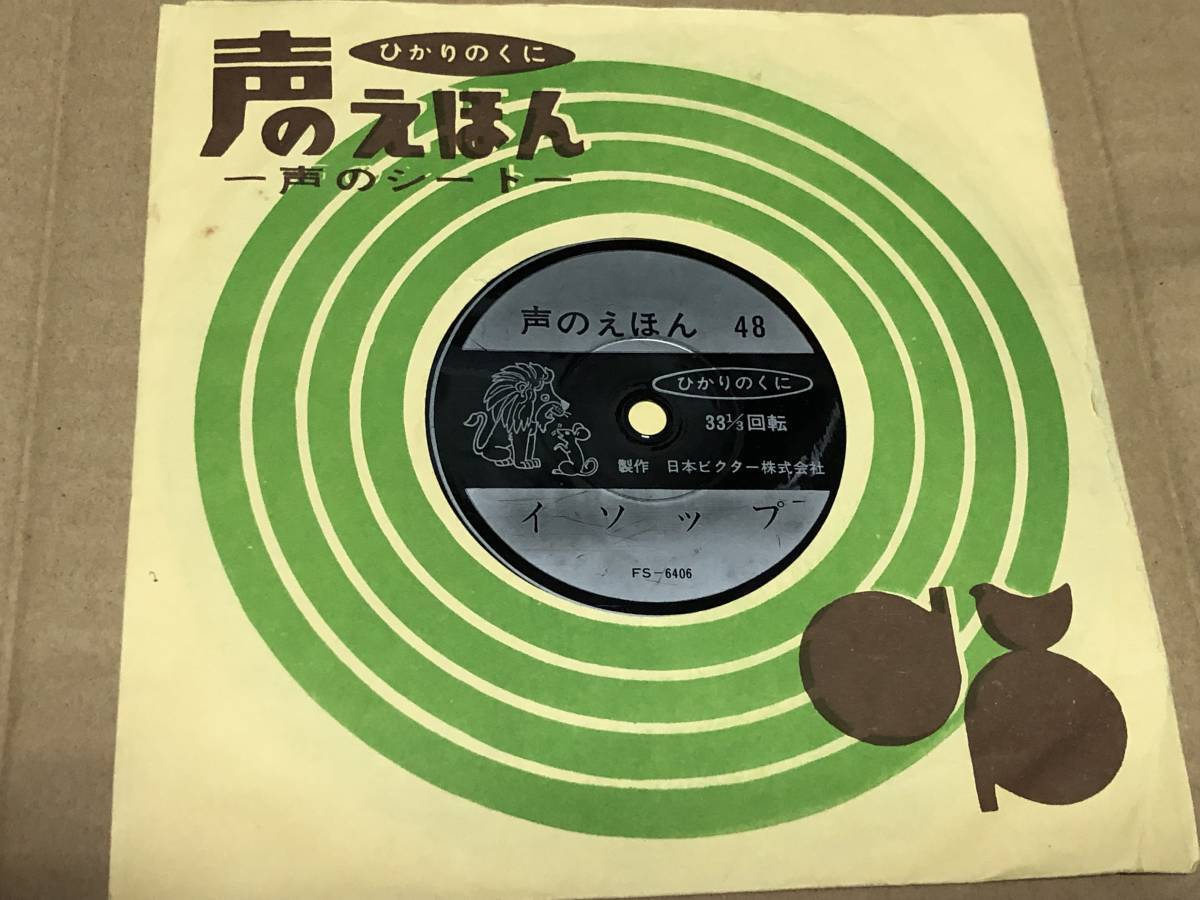 ひかりのくに
声のえほん
ー声のシートー
声のえほん 48
ひかりのくに
33⅓回転
製作 日本ビクター株式会社
イソップ
FS-6406